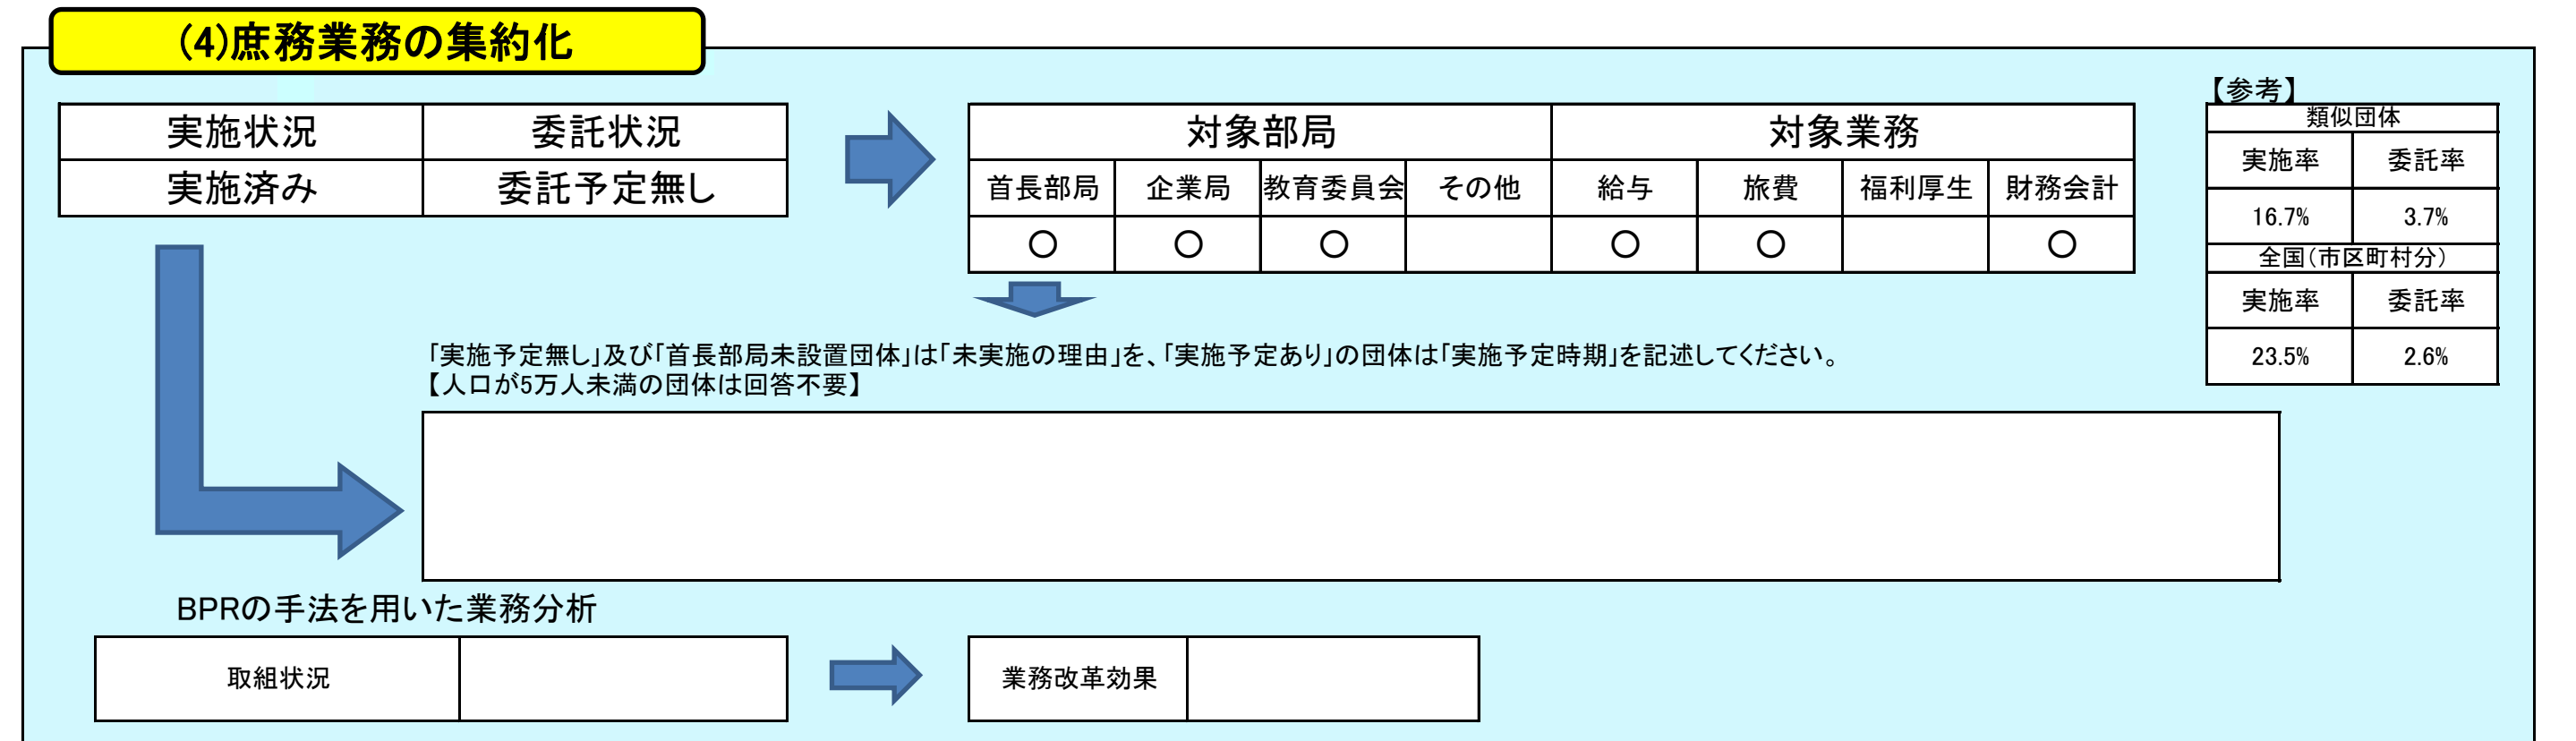 (4)庶務業務の集約化
【参考】
実施状況 委託状況
実施済み 委託予定無し
対象部局 対象業務
首長部局 企業局 教育委員会 その他 給与 旅費 福利厚生 財務会計
○ ○ ○ ○ ○ ○
類似団体
実施率 委託率
16.7% 3.7%
全国(市区町村分)
実施率 委託率
23.5% 2.6%
「実施予定無し」及び「首長部局未設置団体」は「未実施の理由」を、「実施予定あり」の団体は「実施予定時期」を記述してください。
【人口が5万人未満の団体は回答不要】
BPRの手法を用いた業務分析
取組状況
業務改革効果